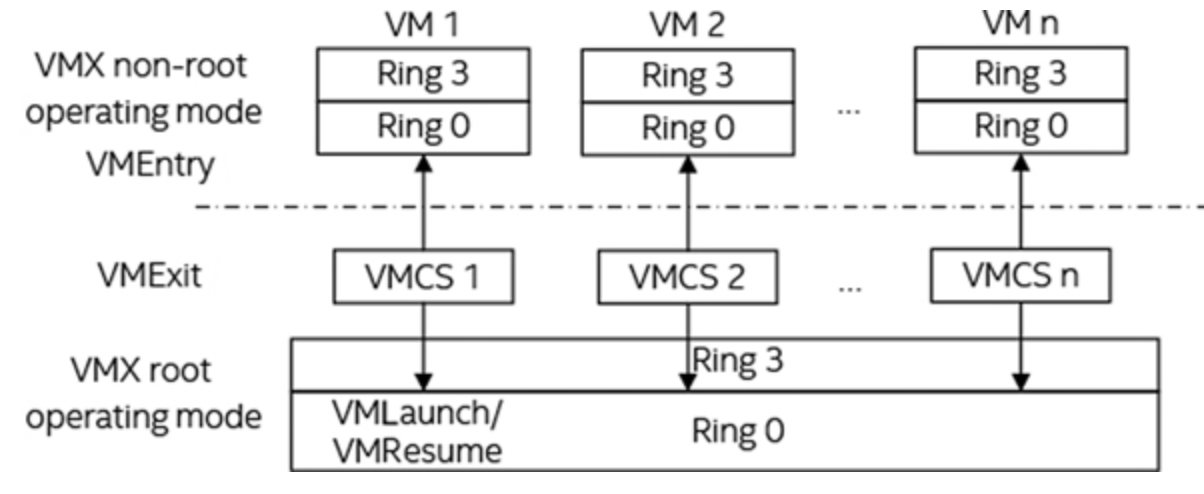 VM 1
VM 2
VM n
VMX non-root
operating mode
Ring 3
Ring 3
Ring 3
Ring 0
Ring 0
...
Ring 0
VMEntry
VMExit
VMCS 1
VMCS 2
...
VMCS n
VMX root
operating mode
Ring 3
VMLaunch/
VMResume
Ring 0